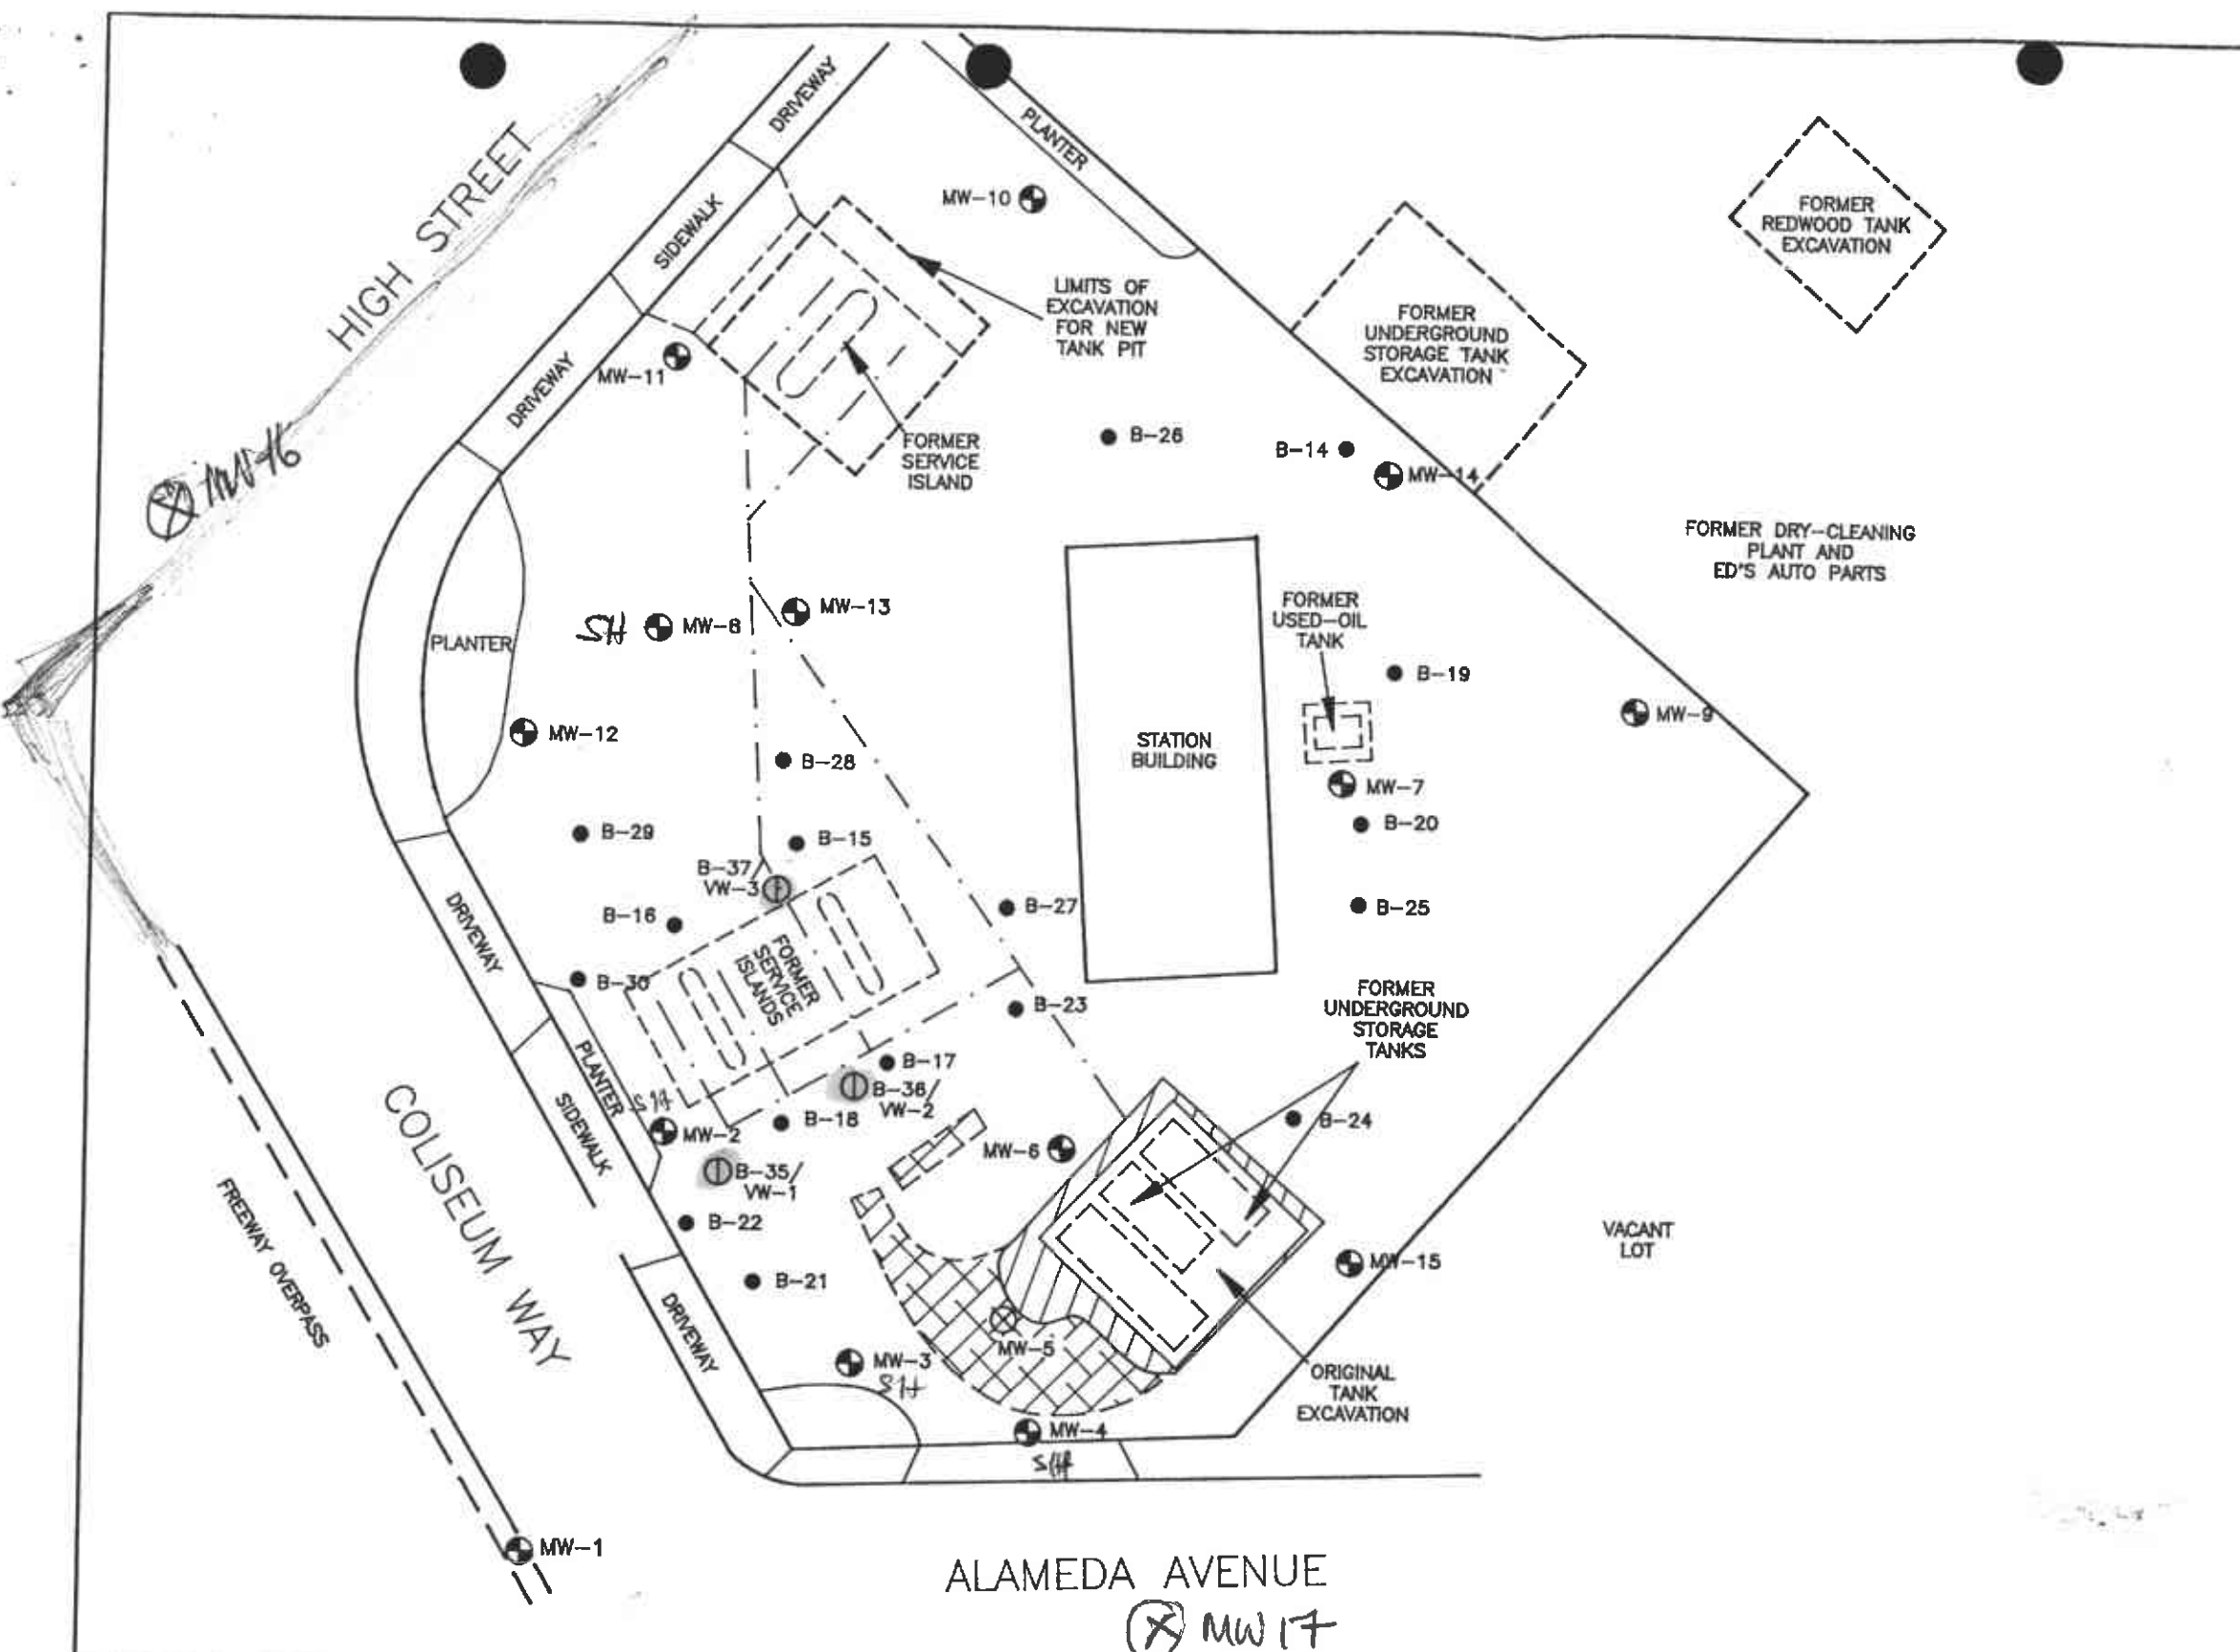 DRIVEWAY
PLANTER
HIGH STREET
SIDEWALK
MW-10
FORMER
REDWOOD TANK
EXCAVATION
LIMITS OF
EXCAVATION
FOR NEW
TANK PIT
FORMER
UNDERGROUND
STORAGE TANK
EXCAVATION
MW-11
DRIVEWAY
FORMER
SERVICE
ISLAND
B-26
B-14
MW-14
MW-16
FORMER DRY-CLEANING
PLANT AND
ED'S AUTO PARTS
FORMER
USED-OIL
TANK
SH
MW-8
MW-13
PLANTER
B-19
MW-9
MW-12
STATION
BUILDING
B-28
MW-7
B-29
B-15
B-20
B-37/
VW-3
B-16
B-27
B-25
DRIVEWAY
FORMER
SERVICE
ISLANDS
B-30
B-23
FORMER
UNDERGROUND
STORAGE
TANKS
PLANTER
SIDEWALK
B-17
B-36/
VW-2
SH
MW-2
B-18
B-24
MW-6
B-35/
VW-1
COLISEUM WAY
FREEWAY OVERPASS
B-22
VACANT
LOT
B-21
MW-15
DRIVEWAY
MW-5
MW-3
SH
ORIGINAL
TANK
EXCAVATION
MW-4
SH
MW-1
ALAMEDA AVENUE
MW 17